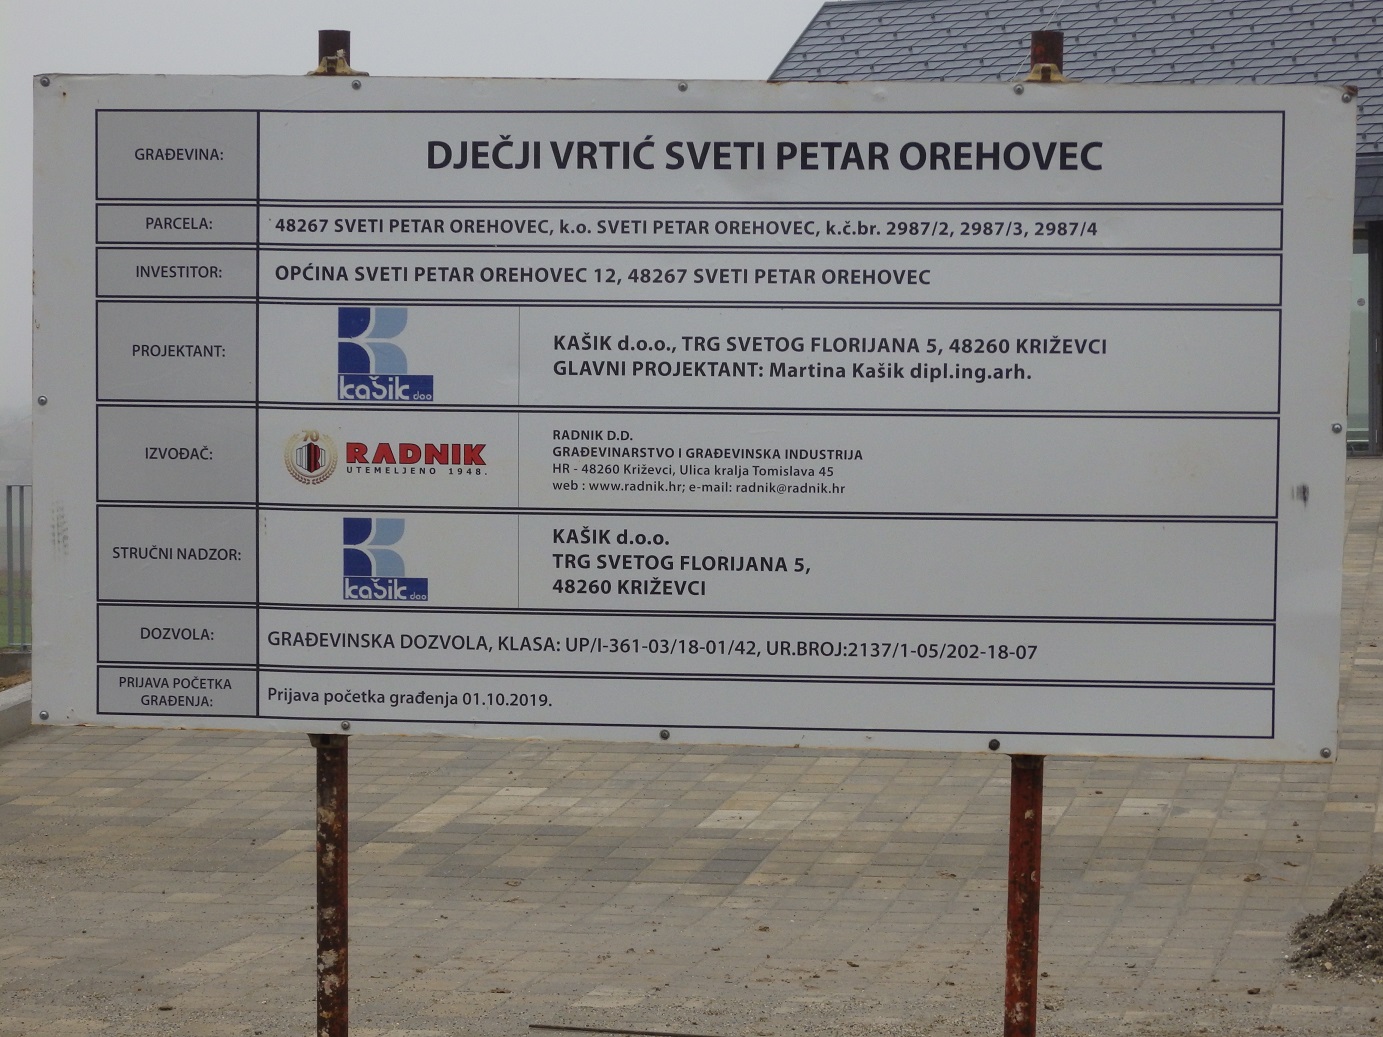 GRAĐEVINA:
DJEČJI VRTIĆ SVETI PETAR OREHOVEC
PARCELA:
48267 SVETI PETAR OREHOVEC, k.o. SVETI PETAR OREHOVEC, k.č.br. 2987/2, 2987/3, 2987/4
INVESTITOR:
OPĆINA SVETI PETAR OREHOVEC 12, 48267 SVETI PETAR OREHOVEC
PROJEKTANT:
kaŠik doo
KAŠIK d.o.o., TRG SVETOG FLORIJANA 5, 48260 KRIŽEVCI
GLAVNI PROJEKTANT: Martina Kašik dipl.ing.arh.
IZVOĐAČ:
70
RADNIK
UTEMELJENO 1948.
RADNIK D.D.
GRAĐEVINARSTVO I GRAĐEVINSKA INDUSTRIJA
HR - 48260 Križevci, Ulica kralja Tomislava 45
web : www.radnik.hr; e-mail: radnik@radnik.hr
STRUČNI NADZOR:
kaŠik doo
KAŠIK d.o.o.
TRG SVETOG FLORIJANA 5,
48260 KRIŽEVCI
DOZVOLA:
GRAĐEVINSKA DOZVOLA, KLASA: UP/I-361-03/18-01/42, UR.BROJ:2137/1-05/202-18-07
PRIJAVA POČETKA
GRAĐENJA:
Prijava početka građenja 01.10.2019.